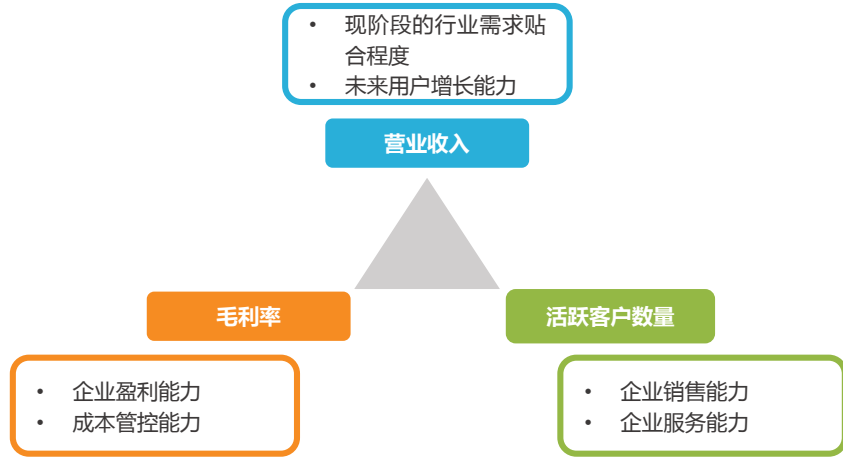 • 现阶段的行业需求贴
合程度
• 未来用户增长能力
营业收入
毛利率
活跃客户数量
• 企业盈利能力
• 成本管控能力
• 企业销售能力
• 企业服务能力